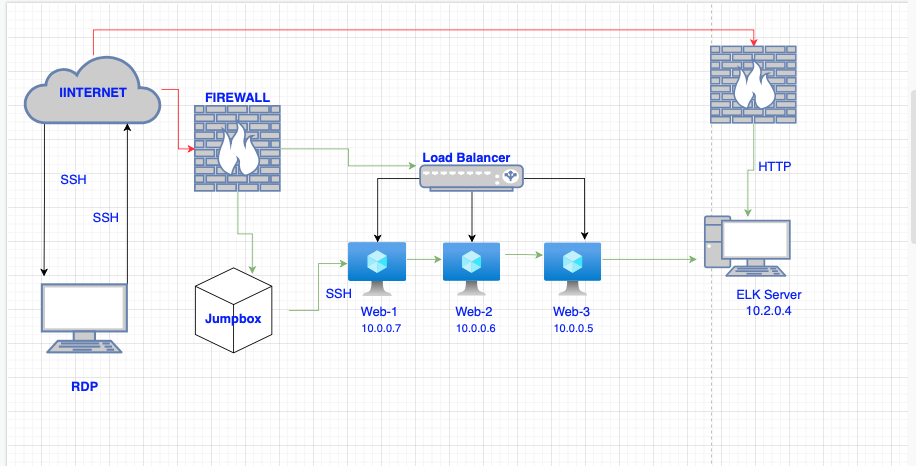 IINTERNET
FIREWALL
Load Balancer
HTTP
SSH
SSH
SSH
Jumpbox
Web-1
10.0.0.7
Web-2
10.0.0.6
Web-3
10.0.0.5
ELK Server
10.2.0.4
RDP